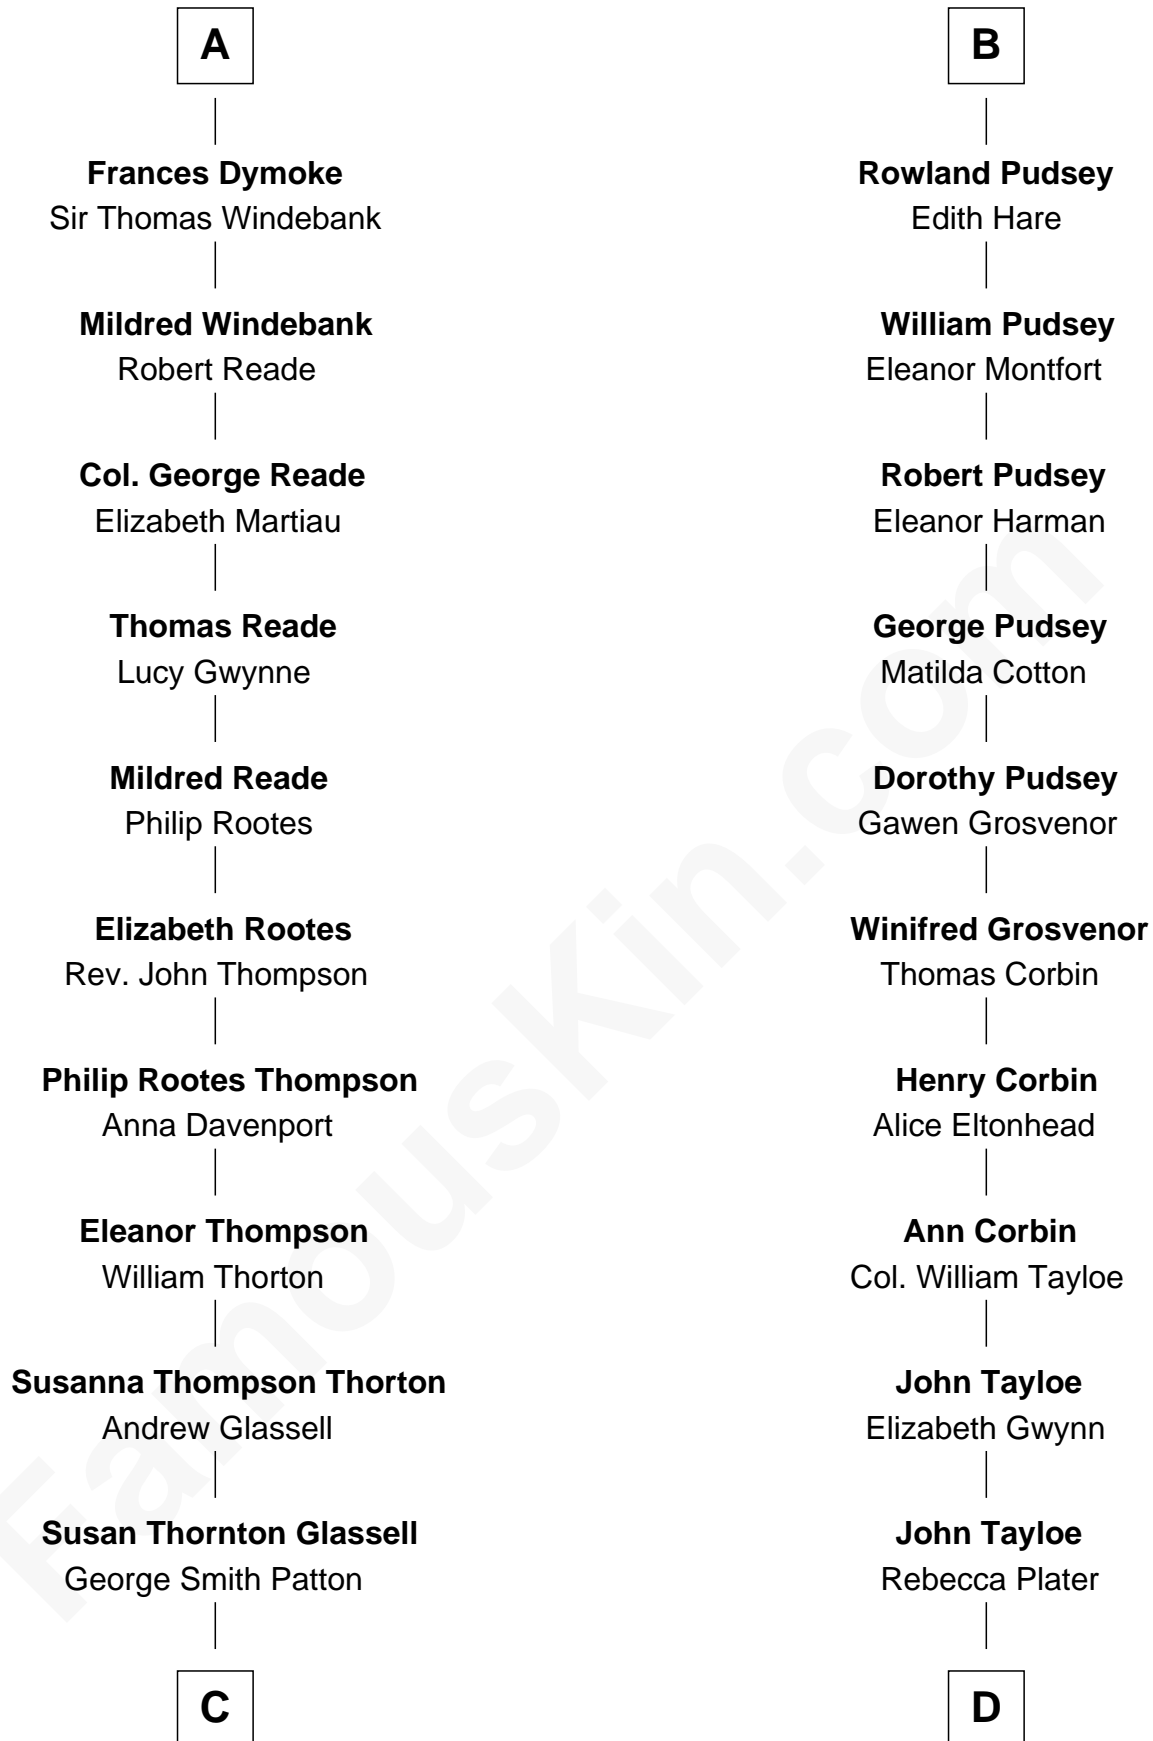 A
Frances Dymoke
Sir Thomas Windebank
Mildred Windebank
Robert Reade
Col. George Reade
Elizabeth Martiau
Thomas Reade
Lucy Gwynne
Mildred Reade
Philip Rootes
Elizabeth Rootes
Rev. John Thompson
Philip Rootes Thompson
Anna Davenport
Eleanor Thompson
William Thorton
Susanna Thompson Thorton
Andrew Glassell
Susan Thornton Glassell
George Smith Patton
C
B
Rowland Pudsey
Edith Hare
William Pudsey
Eleanor Montfort
Robert Pudsey
Eleanor Harman
George Pudsey
Matilda Cotton
Dorothy Pudsey
Gawen Grosvenor
Winifred Grosvenor
Thomas Corbin
Henry Corbin
Alice Eltonhead
Ann Corbin
Col. William Tayloe
John Tayloe
Elizabeth Gwynn
John Tayloe
Rebecca Plater
D
FamousKin.com